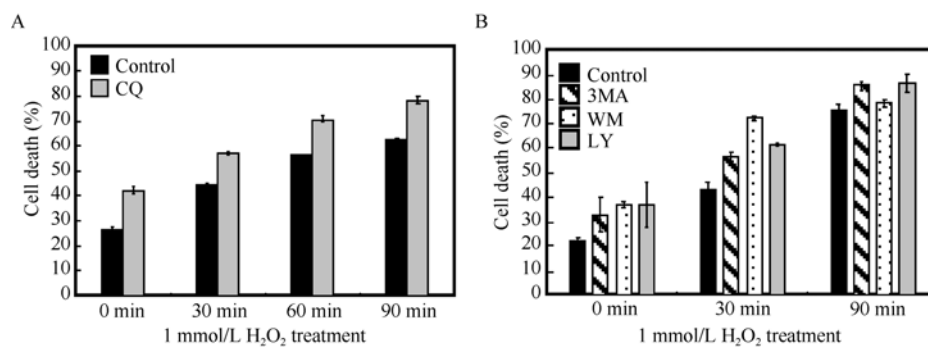 A
100
90
80
70
60
50
40
30
20
10
0
Cell death (%)
Control
CQ
0 min 30 min 60 min 90 min
1 mmol/L H₂O₂ treatment
B
100
90
80
70
60
50
40
30
20
10
0
Cell death (%)
Control
3MA
WM
LY
0 min 30 min 90 min
1 mmol/L H₂O₂ treatment